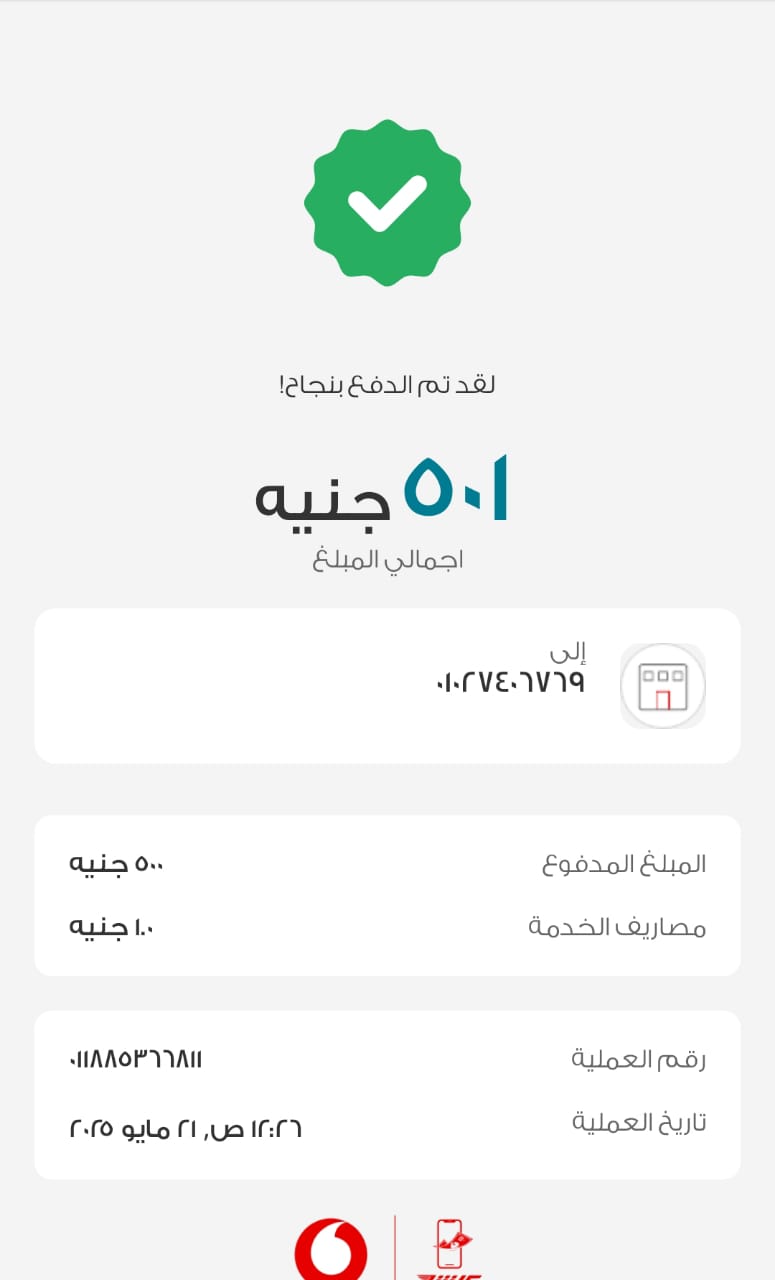 لقد تم الدفع بنجاح!
٥٠١ جنيه
اجمالي المبلغ
إلى
٠١٠٢٧٤٠٦٧٦٩
المبلغ المدفوع ٥٠٠ جنيه
مصاريف الخدمة ١.٠ جنيه
رقم العملية ٠١١٨٨٥٣٦٦٨١١
تاريخ العملية ١٢:٢٦ ص, ٢١ مايو ٢٠٢٥